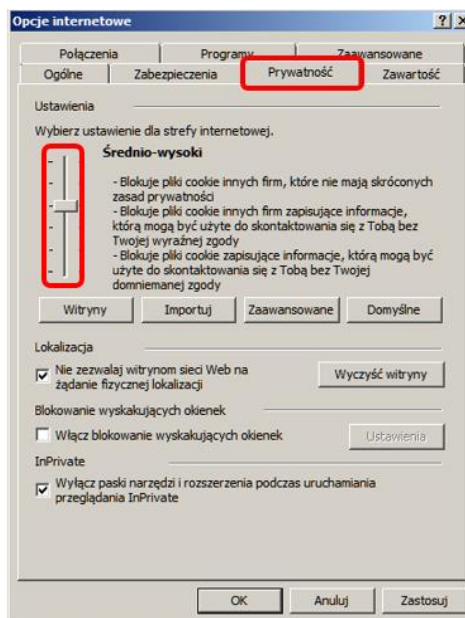 Opcje internetowe
Połączenia Programy Zaawansowane
Ogólne Zabezpieczenia Prywatność Zawartość
Ustawienia
Wybierz ustawienie dla strefy internetowej.
Średnio-wysoki
- Blokuje pliki cookie innych firm, które nie mają skróconych
zasad prywatności
- Blokuje pliki cookie innych firm zapisujące informacje,
którą mogą być użyte do skontaktowania się z Tobą bez
Twojej wyraźnej zgody
- Blokuje pliki cookie zapisujące informacje, którą mogą być
użyte do skontaktowania się z Tobą bez Twojej
domniemanej zgody
Witryny Importuj Zaawansowane Domyślne
Lokalizacja
Nie zezwalaj witrynom sieci Web na
żądanie fizycznej lokalizacji
Wyczyść witryny
Blokowanie wyskakujących okienek
Włącz blokowanie wyskakujących okienek Ustawienia
InPrivate
Wyłącz paski narzędzi i rozszerzenia podczas uruchamiania
przeglądania InPrivate
OK Anuluj Zastosuj